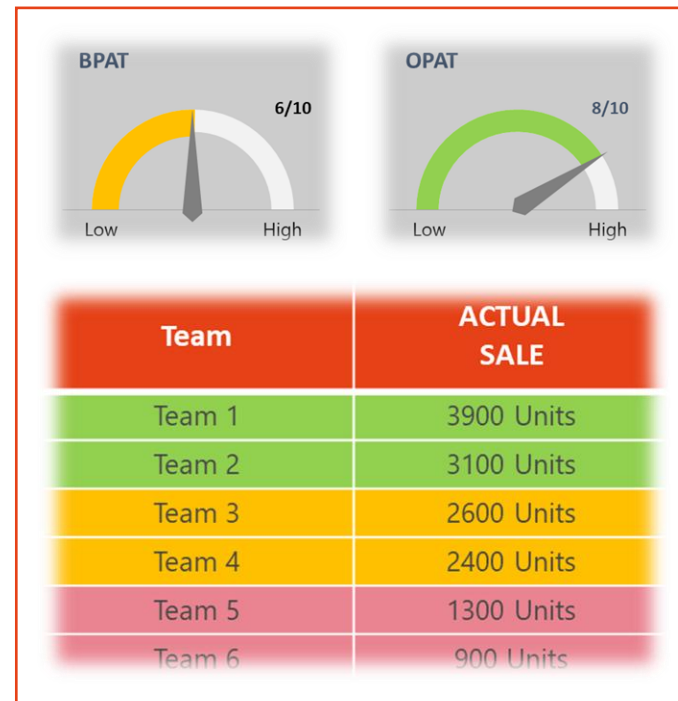 BPAT
6/10
Low High
OPAT
8/10
Low High
Team ACTUAL
SALE
Team 1 3900 Units
Team 2 3100 Units
Team 3 2600 Units
Team 4 2400 Units
Team 5 1300 Units
Team 6 900 Units